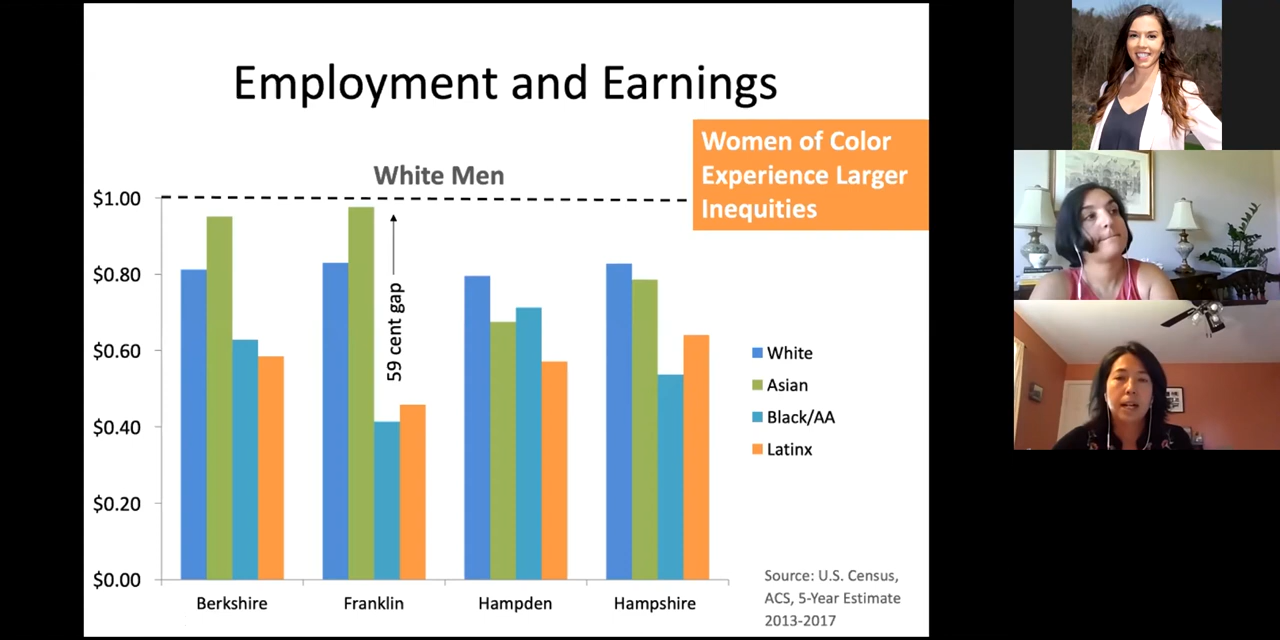 Employment and Earnings
Women of Color
Experience Larger
Inequities
White Men
$1.00
$0.80
$0.60
$0.40
$0.20
$0.00
59 cent gap
White
Asian
Black/AA
Latinx
Berkshire
Franklin
Hampden
Hampshire
Source: U.S. Census,
ACS, 5-Year Estimate
2013-2017